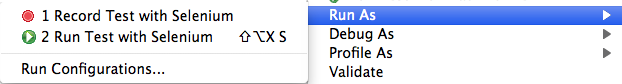 1 Record Test with Selenium
2 Run Test with Selenium ⇧⌥X S
Run Configurations...
Run As
Debug As
Profile As
Validate